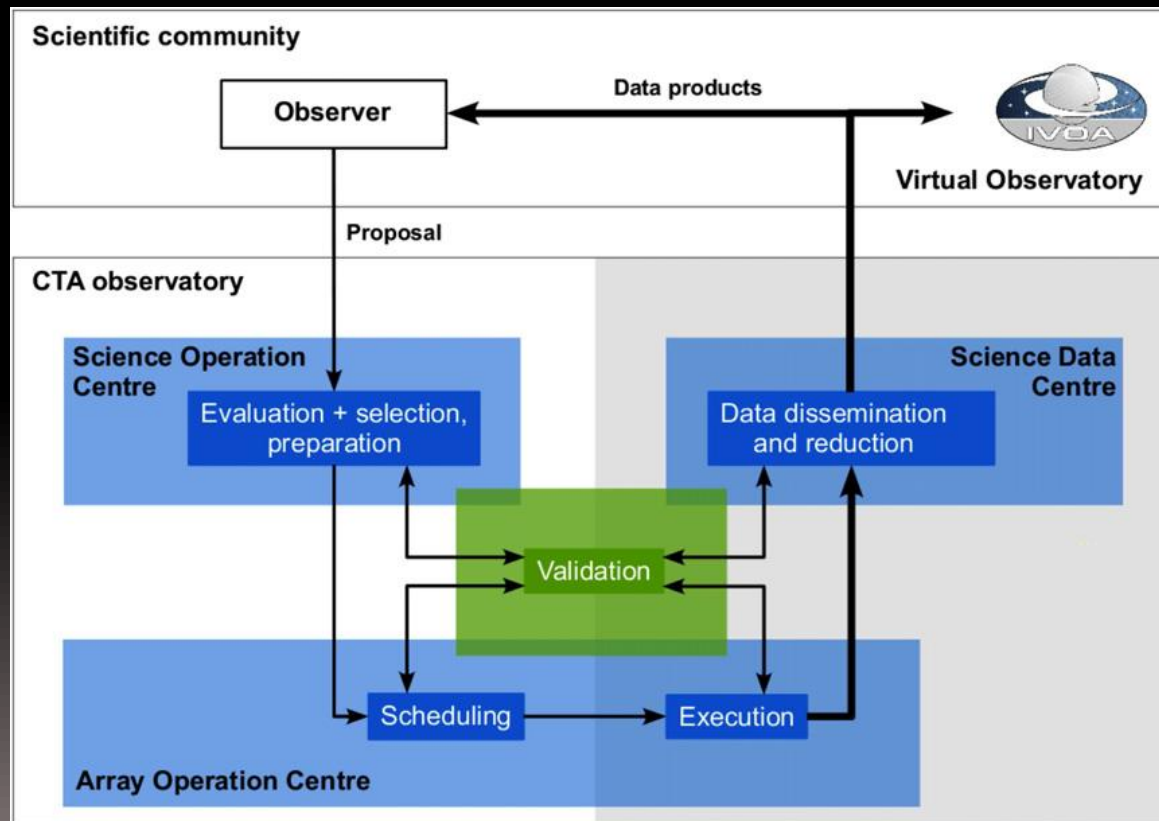 Scientific community
Observer
Data products
IVOA
Virtual Observatory
Proposal
CTA observatory
Science Operation
Centre
Evaluation + selection,
preparation
Science Data
Centre
Data dissemination
and reduction
Validation
Scheduling
Execution
Array Operation Centre